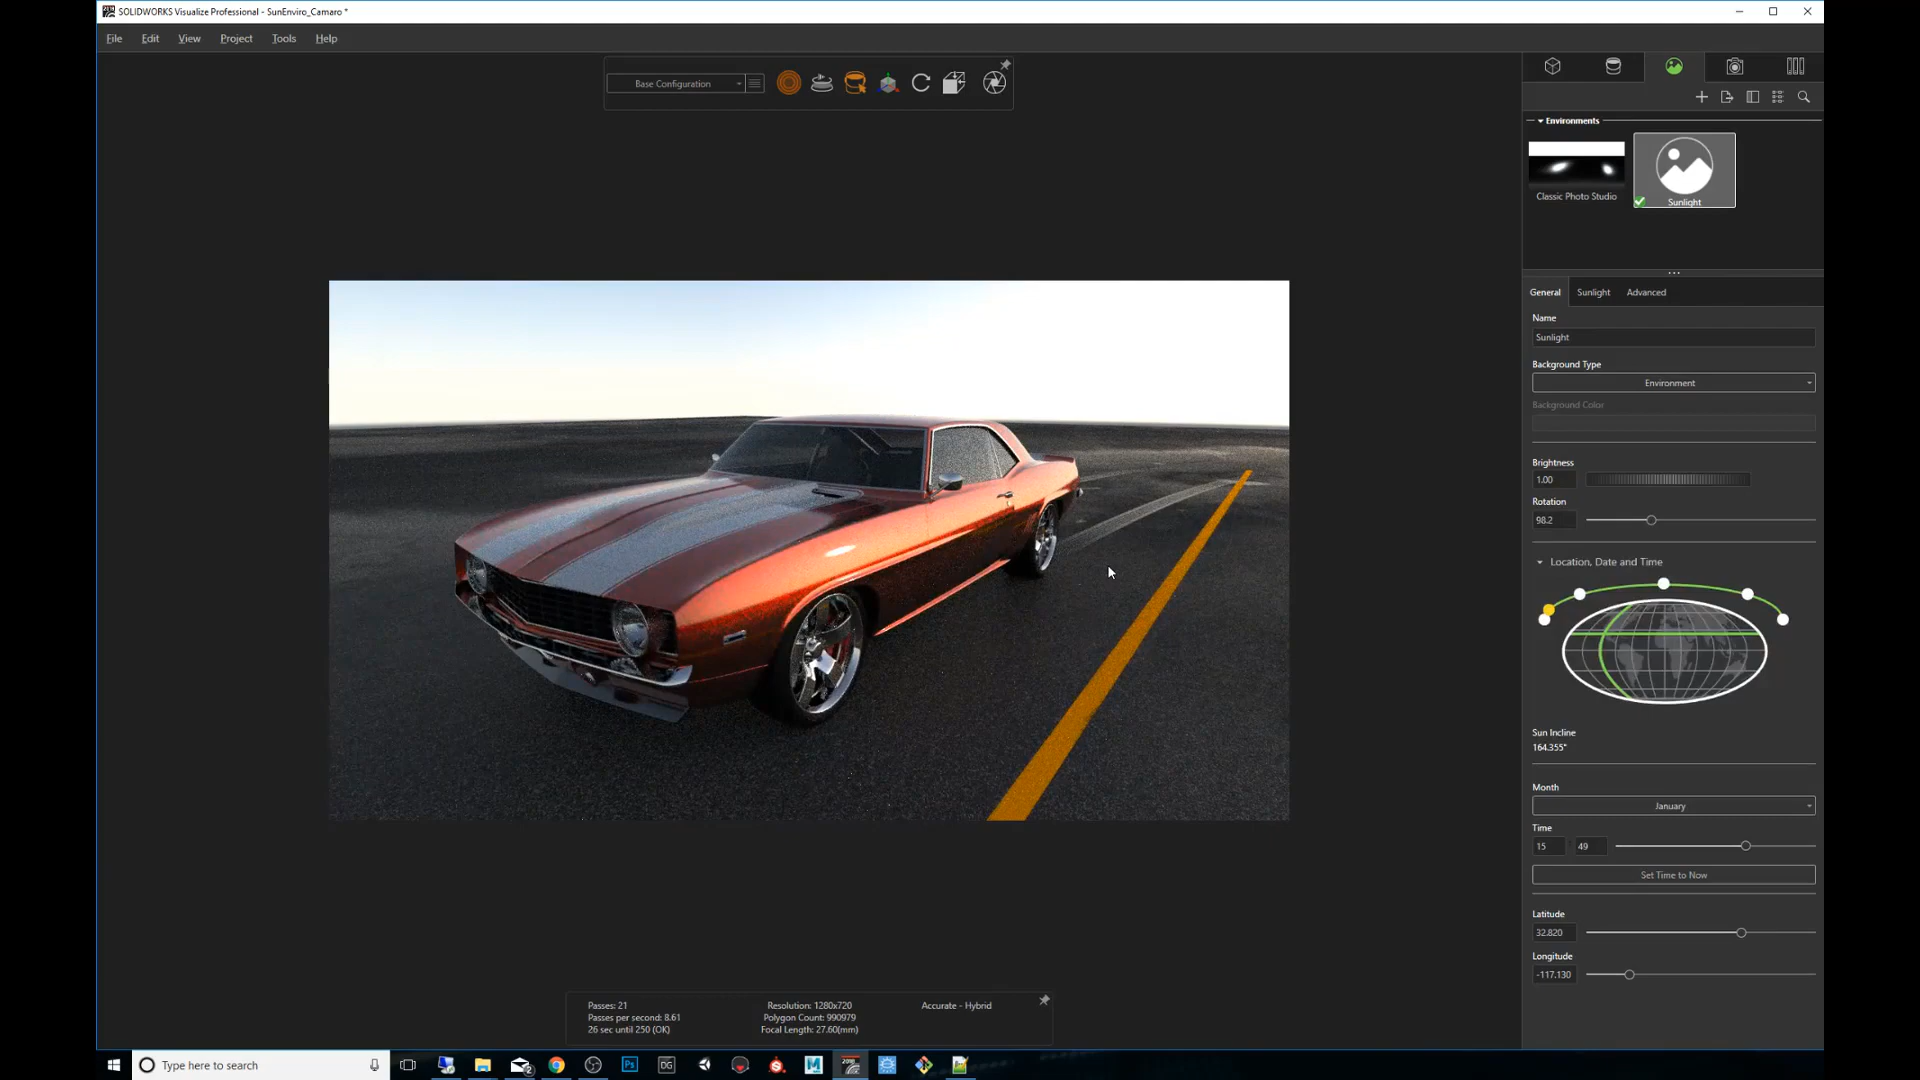 SOLIDWORKS Visualize Professional - SunEnviro_Camaro *
File Edit View Project Tools Help
Base Configuration
Environments
Classic Photo Studio
Sunlight
General Sunlight Advanced
Name
Sunlight
Background Type
Environment
Background Color
Brightness
1.00
Rotation
98.2
Location, Date and Time
Sun Incline
164.355°
Month
January
Time
15 49
Set Time to Now
Latitude
32.820
Longitude
-117.130
Passes: 21
Passes per second: 8.61
26 sec until 250 (OK)
Resolution: 1280x720
Polygon Count: 990979
Focal Length: 27.60(mm)
Accurate - Hybrid
Type here to search
2
Ps
DG
M